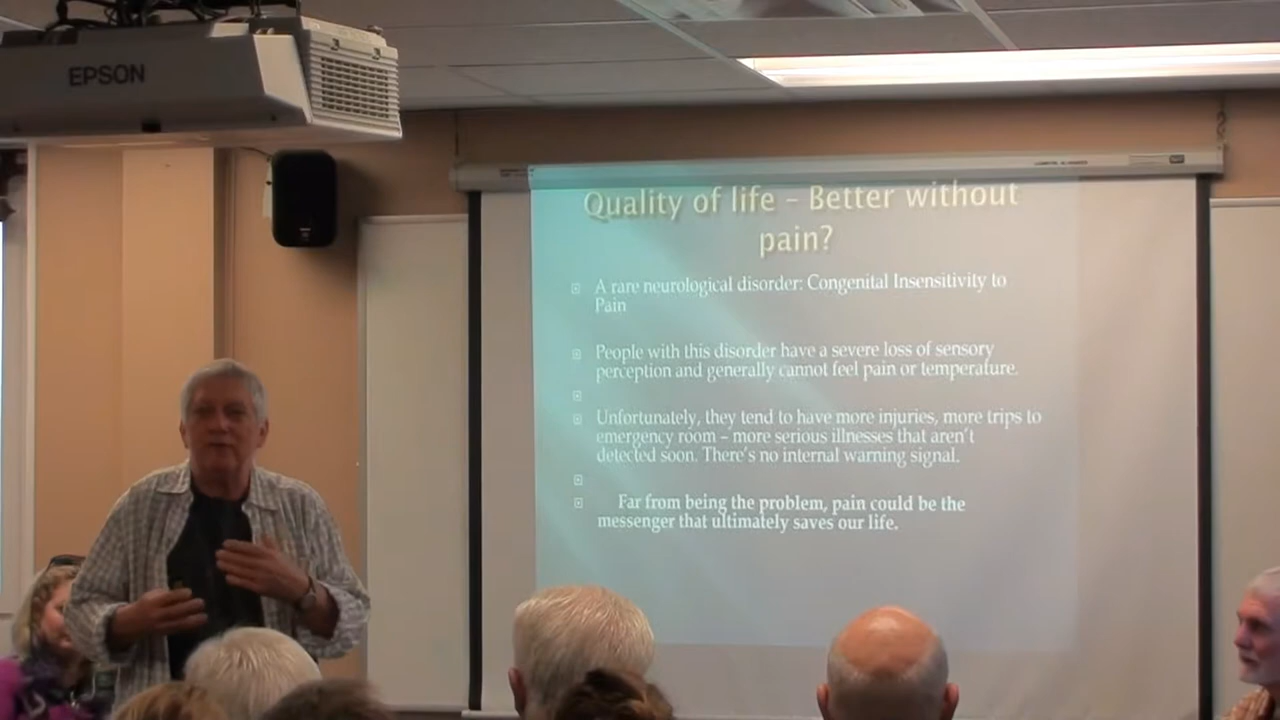 EPSON
Quality of life – Better without
pain?
A rare neurological disorder: Congenital Insensitivity to
Pain
People with this disorder have a severe loss of sensory
perception and generally cannot feel pain or temperature.
Unfortunately, they tend to have more injuries, more trips to
emergency room – more serious illnesses that aren't
detected soon. There's no internal warning signal.
Far from being the problem, pain could be the
messenger that ultimately saves our life.